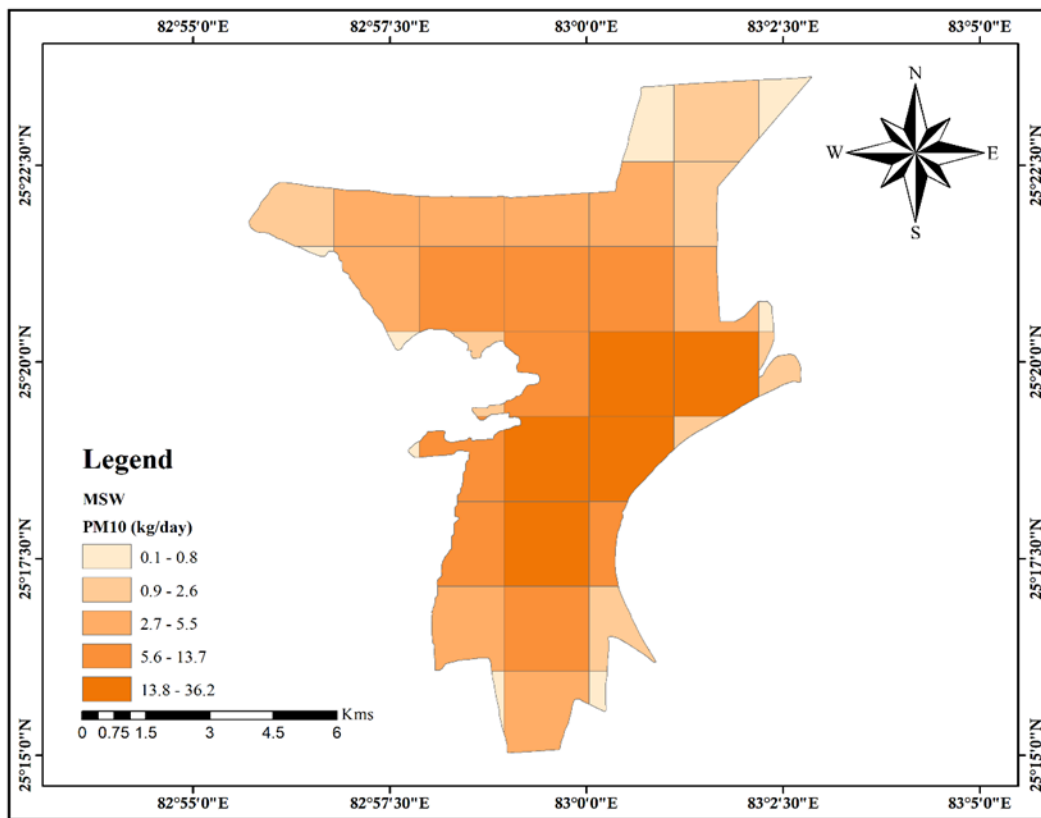 82°55'0"E 82°57'30"E 83°0'0"E 83°2'30"E 83°5'0"E
N
W E
S
25°22'30"N 25°22'30"N
25°20'0"N 25°20'0"N
25°17'30"N 25°17'30"N
25°15'0"N 25°15'0"N
Legend
MSW
PM10 (kg/day)
0.1 - 0.8
0.9 - 2.6
2.7 - 5.5
5.6 - 13.7
13.8 - 36.2
Kms
0 0.75 1.5 3 4.5 6
82°55'0"E 82°57'30"E 83°0'0"E 83°2'30"E 83°5'0"E